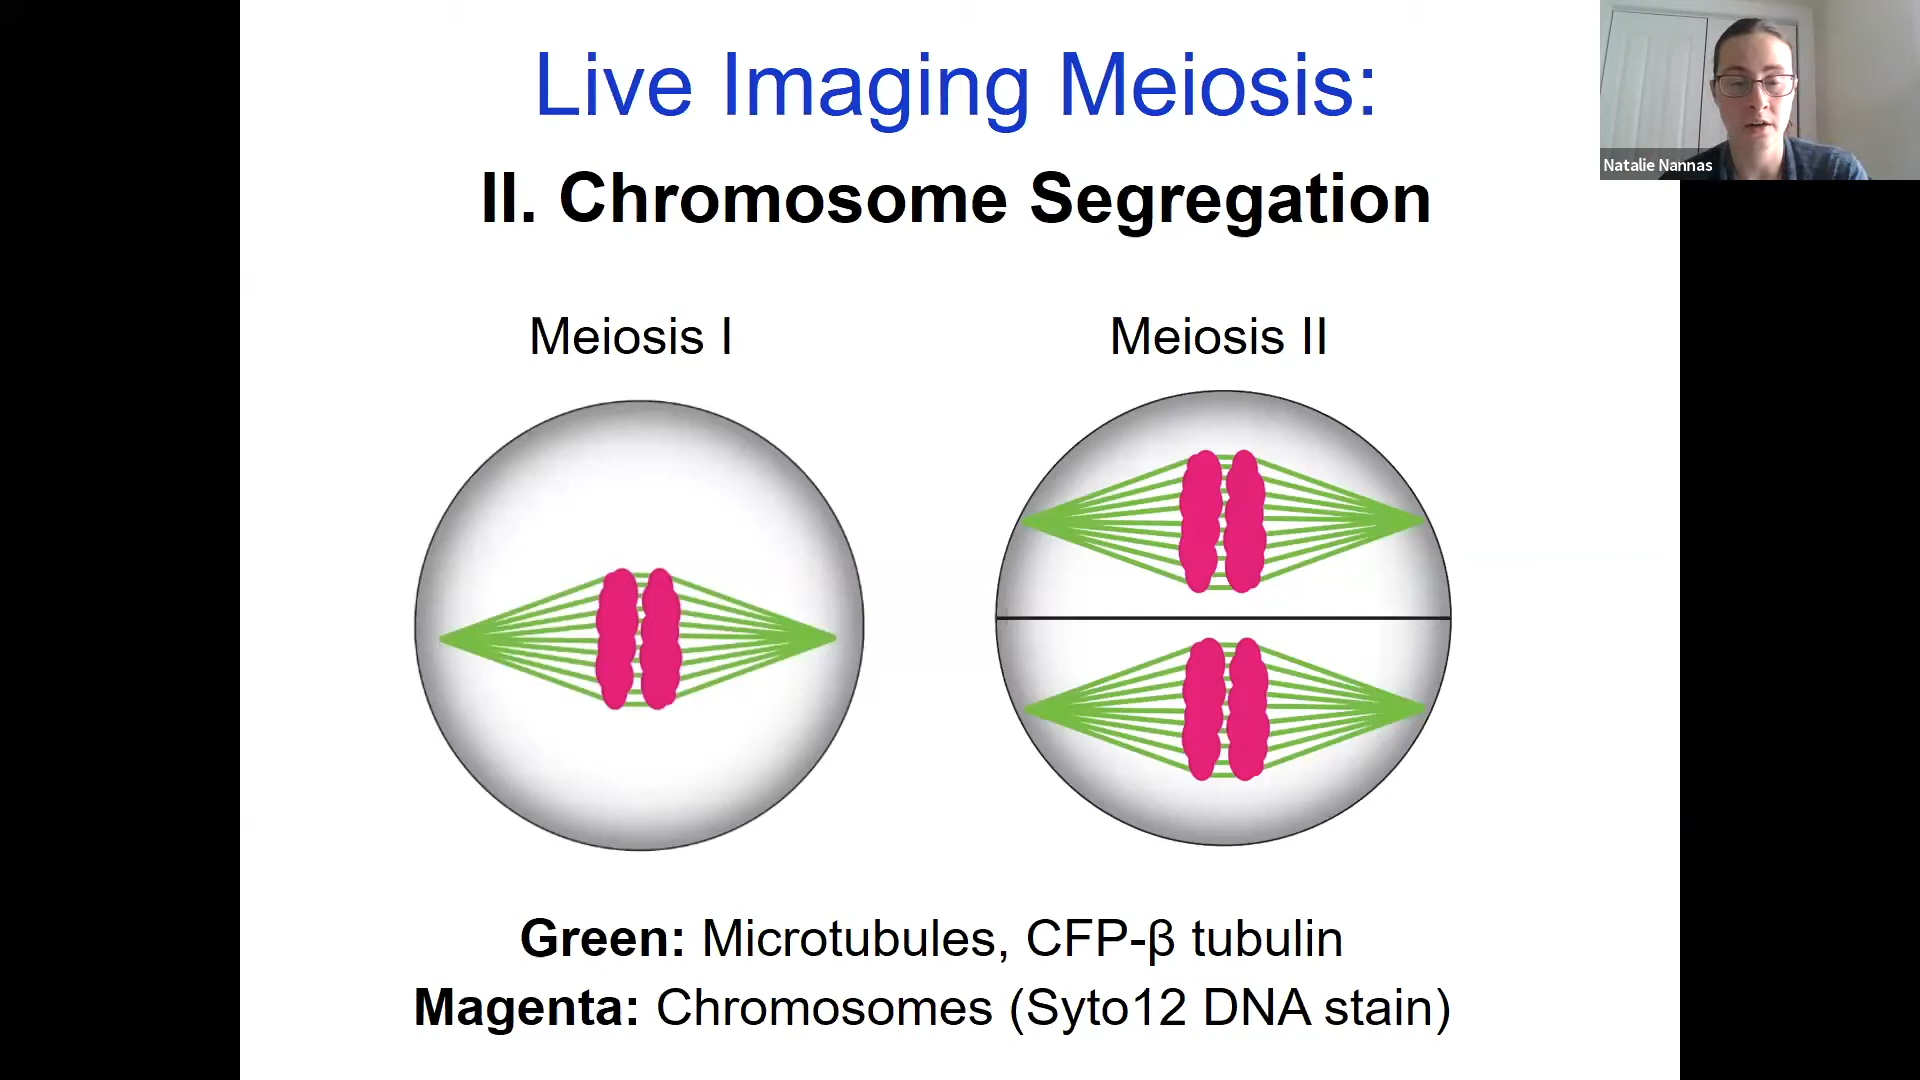 Live Imaging Meiosis:
Natalie Nannas
II. Chromosome Segregation
Meiosis I
Meiosis II
Green: Microtubules, CFP-β tubulin
Magenta: Chromosomes (Syto12 DNA stain)